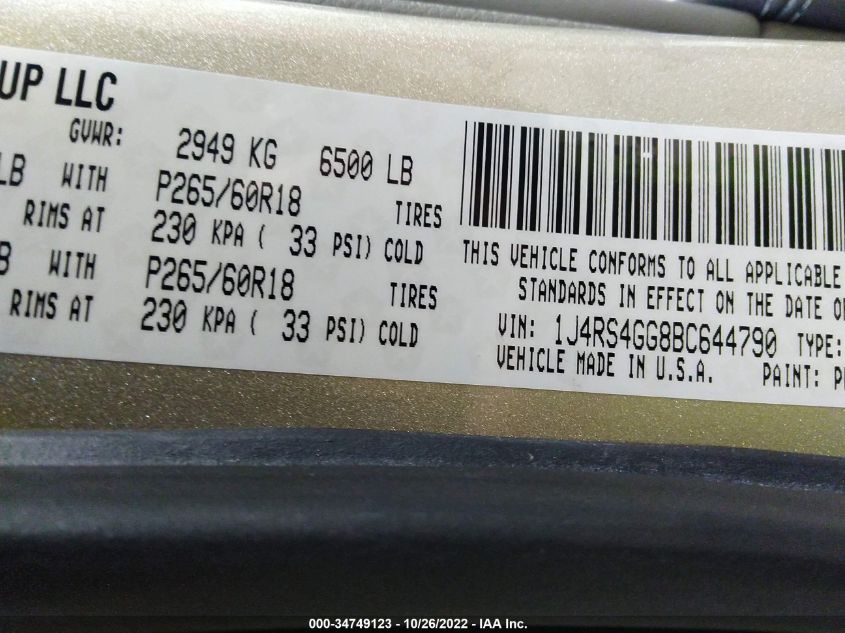 UP LLC
GVWR: 2949 KG 6500 LB
LB WITH P265/60R18 TIRES
RIMS AT 230 KPA ( 33 PSI) COLD
B WITH P265/60R18 TIRES
RIMS AT 230 KPA ( 33 PSI) COLD
THIS VEHICLE CONFORMS TO ALL APPLICABLE
STANDARDS IN EFFECT ON THE DATE O
VIN: 1J4RS4GG8BC644790 TYPE:
VEHICLE MADE IN U.S.A. PAINT: P
000-34749123 - 10/26/2022 - IAA Inc.